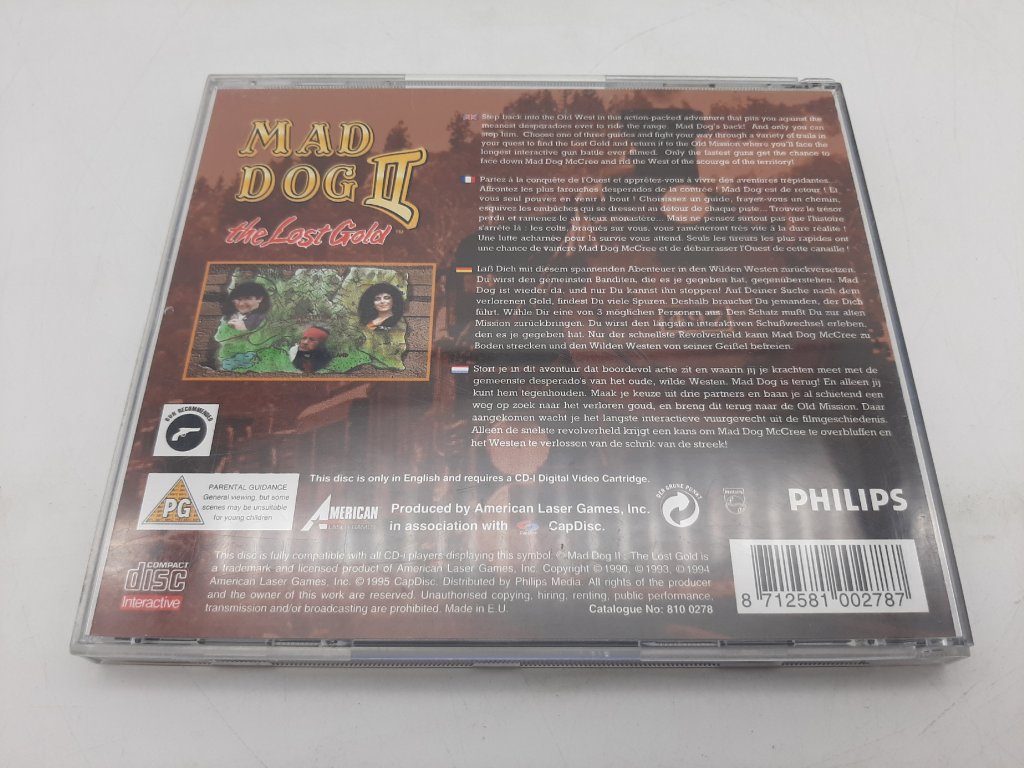 MAD
DOG II
the Lost Gold ™
Step back into the Old West in this action-packed adventure that pits you against the
meanest desperadoes ever to ride the range. Mad Dog's back! And only you can
stop him. Choose one of three guides and fight your way through a variety of trails in
your quest to find the Lost Gold and return it to the Old Mission where you'll face the
longest interactive gun battle ever filmed. Only the fastest guns get the chance to
face down Mad Dog McCree and rid the West of the scourge of the territory!
Partez à la conquête de l'Ouest et apprêtez-vous à vivre des aventures trépidantes...
Affrontez les plus farouches desperados de la contrée ! Mad Dog est de retour ! Et
vous seul pouvez en venir à bout ! Choisissez un guide, frayez-vous un chemin,
esquivez les embûches qui se dressent au détour de chaque piste... Trouvez le trésor
perdu et ramenez-le au vieux monastère... Mais ne pensez surtout pas que l'histoire
s'arrête là : les colts, braqués sur vous, vous ramèneront très vite à la dure réalité !
Une lutte acharnée pour la survie vous attend. Seuls les tireurs les plus rapides ont
une chance de vaincre Mad Dog McCree et de débarrasser l'Ouest de cette canaille !
Laß Dich mit diesem spannenden Abenteuer in den Wilden Westen zurückversetzen.
Du wirst den gemeinsten Banditen, die es je gegeben hat, gegenüberstehen. Mad
Dog ist wieder da, und nur Du kannst ihn stoppen! Auf Deiner Suche nach dem
verlorenen Gold, findest Du viele Spuren. Deshalb brauchst Du jemanden, der Dich
führt. Wähle Dir eine von 3 möglichen Personen aus. Den Schatz mußt Du zur alten
Mission zurückbringen. Du wirst den längsten interaktiven Schußwechsel erleben,
den es je gegeben hat. Nur der schnellste Revolverheld kann Mad Dog McCree zu
Boden strecken und den Wilden Westen von seiner Geißel befreien.
Stort je in dit avontuur dat boordevol actie zit en waarin jij je krachten meet met de
gemeenste desperado's van het oude, wilde Westen. Mad Dog is terug! En alleen jij
kunt hem tegenhouden. Maak je keuze uit drie partners en baan je al schietend een
weg op zoek naar het verloren goud, en breng dit terug naar de Old Mission. Daar
aangekomen wacht je het langste interactieve vuurgevecht uit de filmgeschiedenis.
Alleen de snelste revolverheld krijgt een kans om Mad Dog McCree te overbluffen en
het Westen te verlossen van de schrik van de streek!
GUN RECOMMENDED
This disc is only in English and requires a CD-I Digital Video Cartridge.
PG
PARENTAL GUIDANCE
General viewing, but some
scenes may be unsuitable
for young children
AMERICAN
LASER GAMES
Produced by American Laser Games, Inc.
in association with CapDisc.
DER GRÜNE PUNKT
PHILIPS
PHILIPS
COMPACT
disc
Interactive
This disc is fully compatible with all CD-i players displaying this symbol. © Mad Dog II : The Lost Gold is
a trademark and licensed product of American Laser Games, Inc. Copyright © 1990, © 1993, © 1994
American Laser Games, Inc. © 1995 CapDisc. Distributed by Philips Media. All rights of the producer
and the owner of this work are reserved. Unauthorised copying, hiring, renting, public performance,
transmission and/or broadcasting are prohibited. Made in E.U.
Catalogue No: 810 0278
8 712581 002787